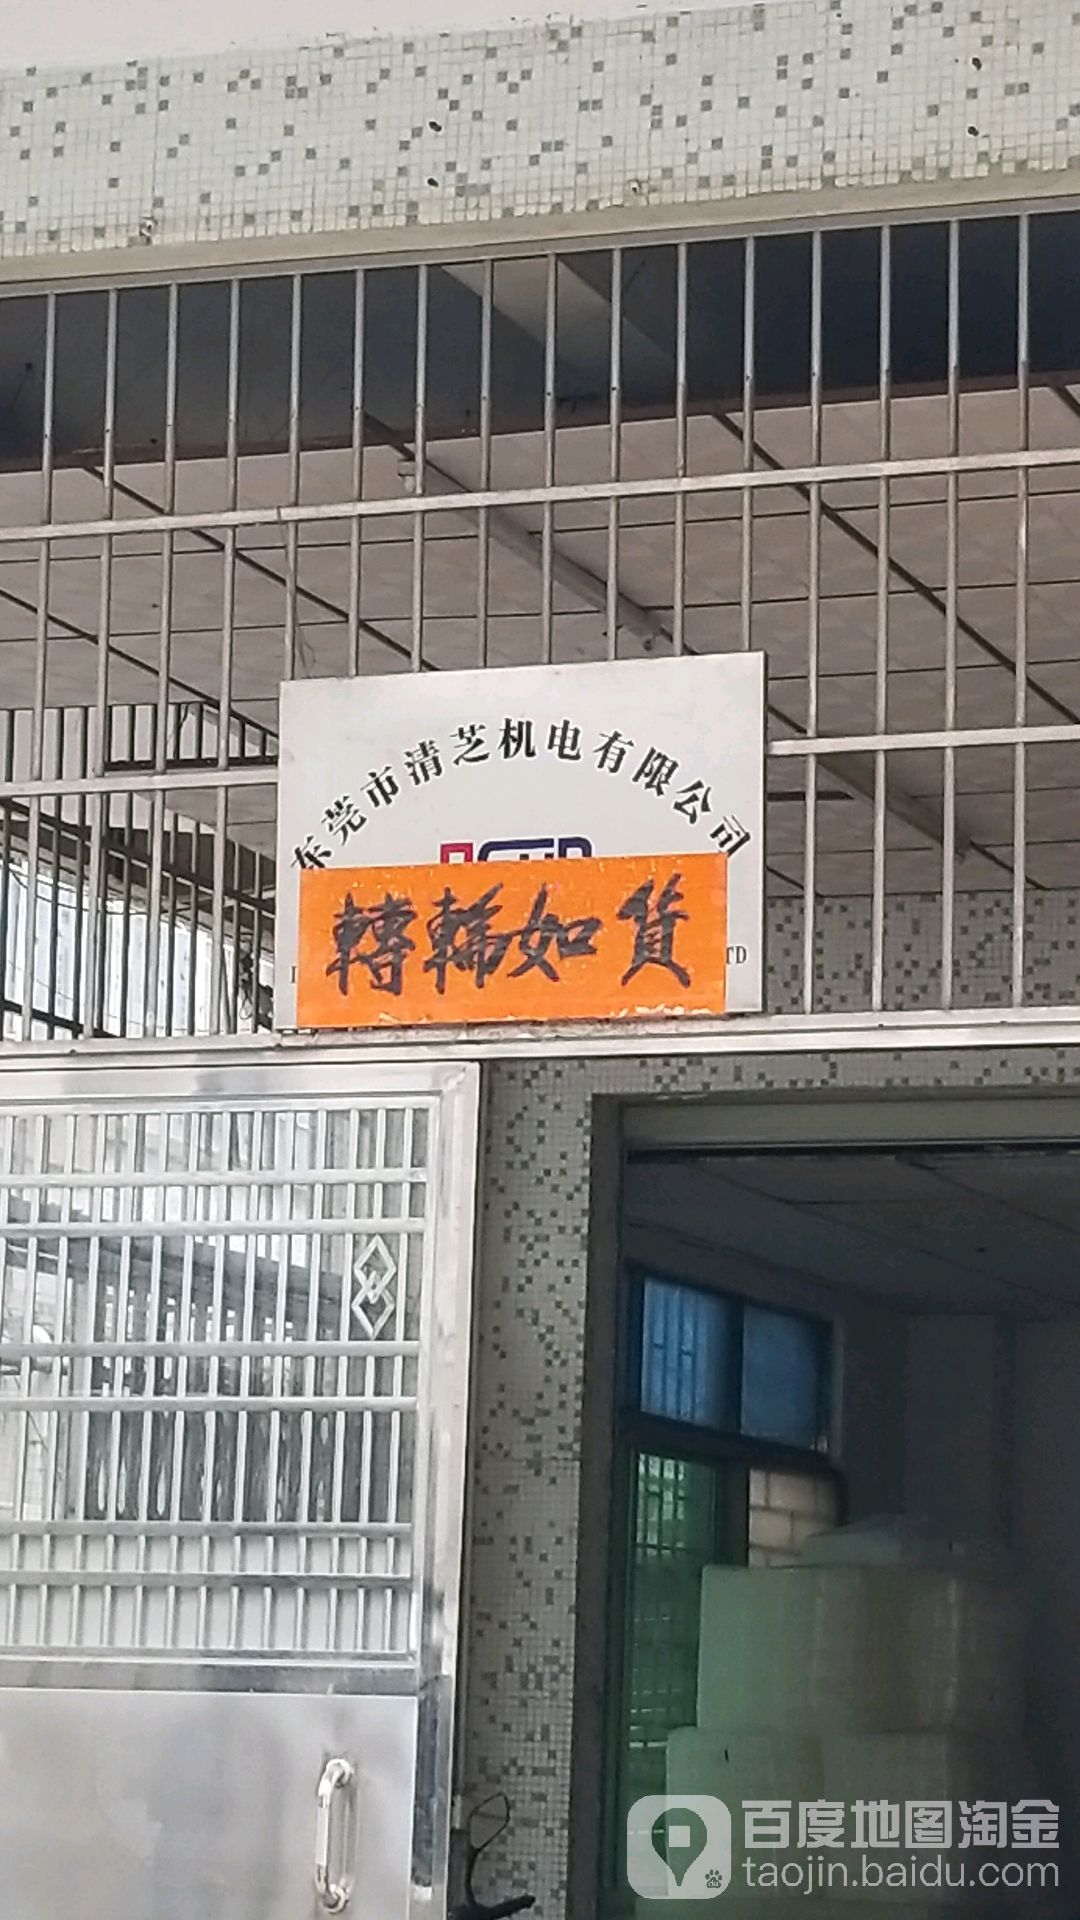 东莞市清芝机电有限公司
轉輪如貨
TD
百度地图淘金
taojin.baidu.com